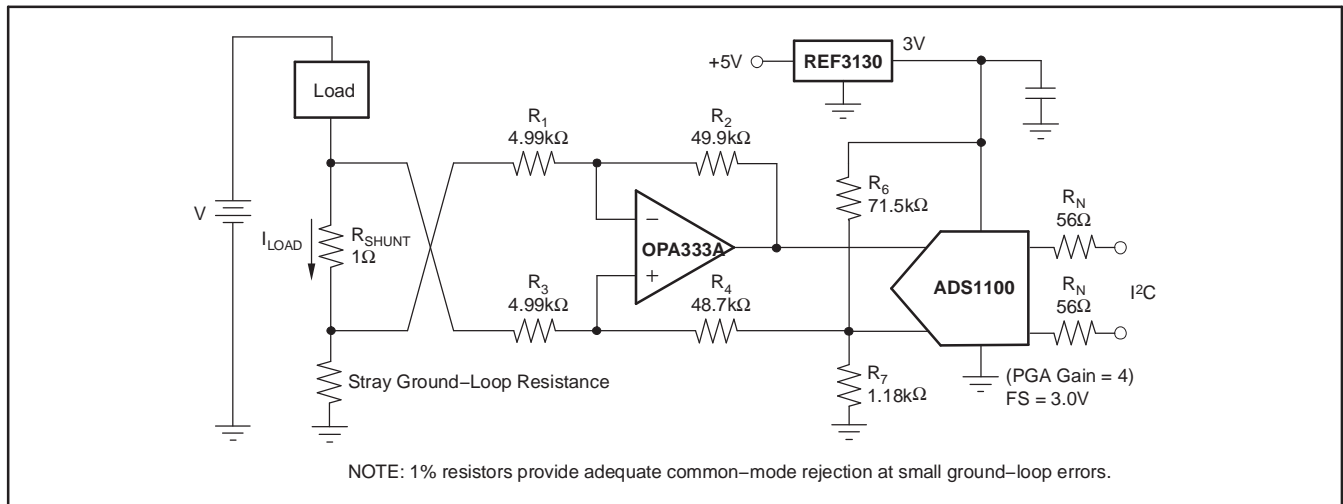 +5V
REF3130
3V
Load
R1
4.99kΩ
R2
49.9kΩ
R6
71.5kΩ
RN
56Ω
V
ILOAD
RSHUNT
1Ω
−
OPA333A
+
ADS1100
RN
56Ω
I²C
R3
4.99kΩ
R4
48.7kΩ
Stray Ground−Loop Resistance
R7
1.18kΩ
(PGA Gain = 4)
FS = 3.0V
NOTE: 1% resistors provide adequate common−mode rejection at small ground−loop errors.